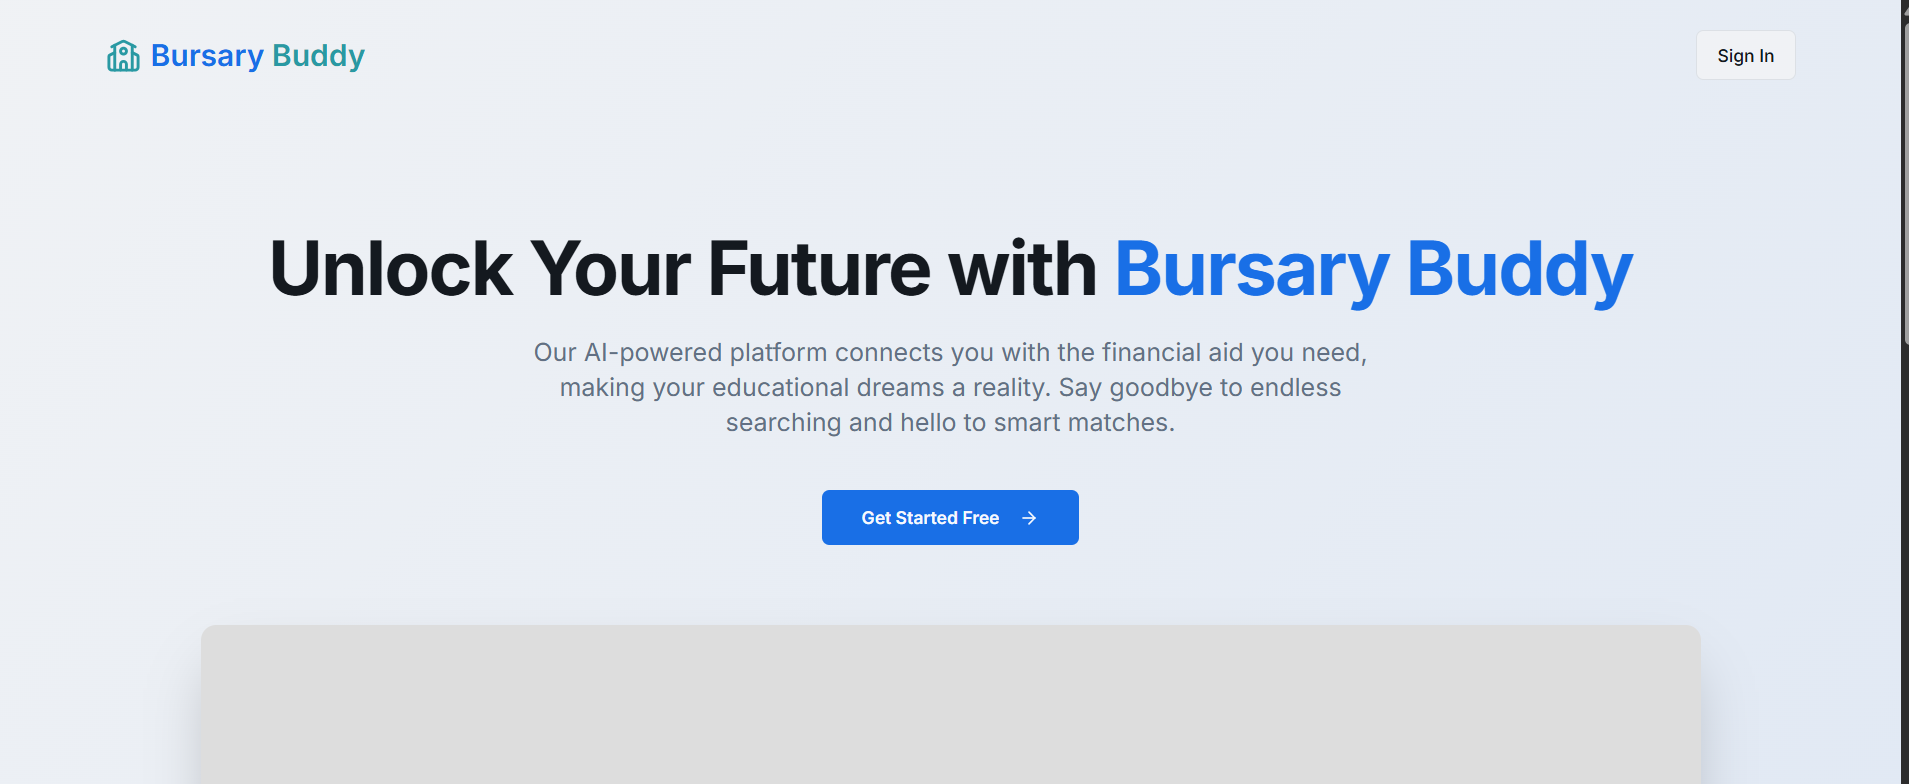 Bursary Buddy
Sign In
Unlock Your Future with Bursary Buddy
Our AI-powered platform connects you with the financial aid you need,
making your educational dreams a reality. Say goodbye to endless
searching and hello to smart matches.
Get Started Free